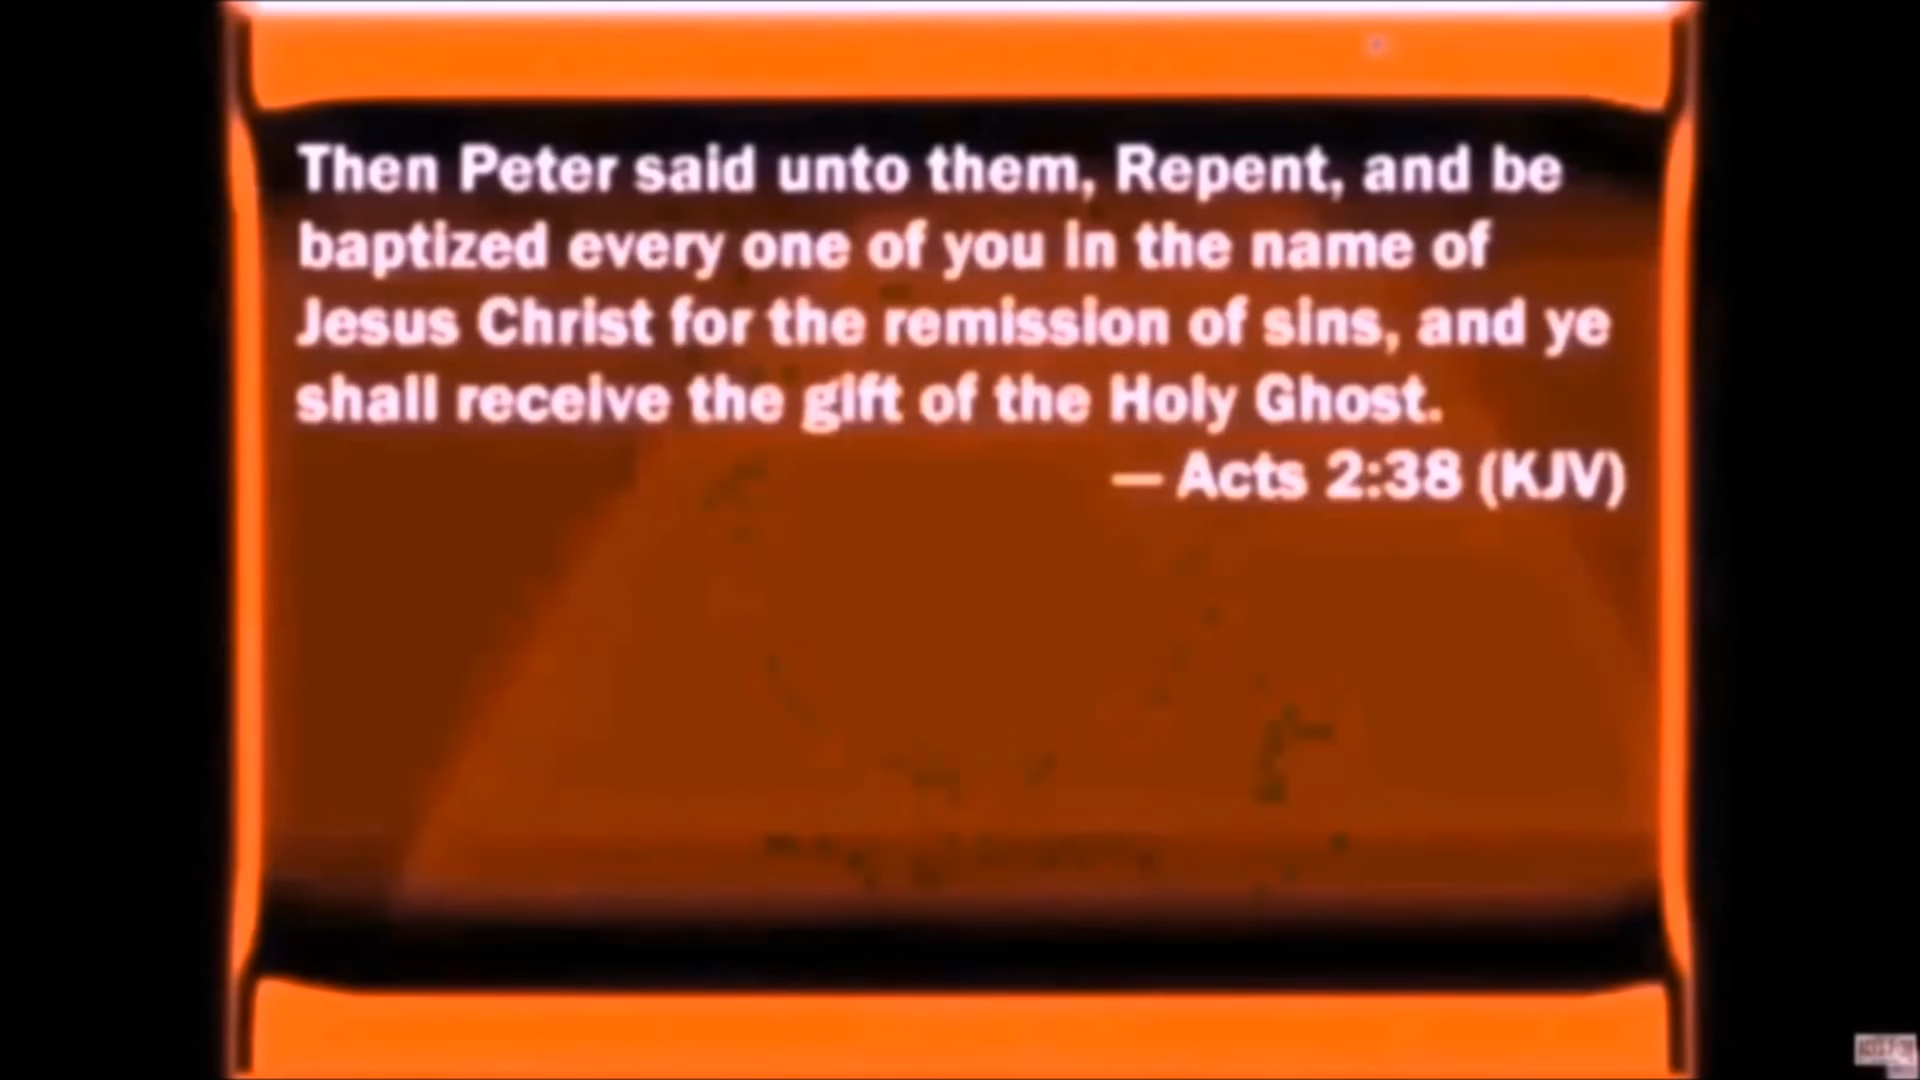 Then Peter said unto them, Repent, and be
baptized every one of you in the name of
Jesus Christ for the remission of sins, and ye
shall receive the gift of the Holy Ghost.
— Acts 2:38 (KJV)